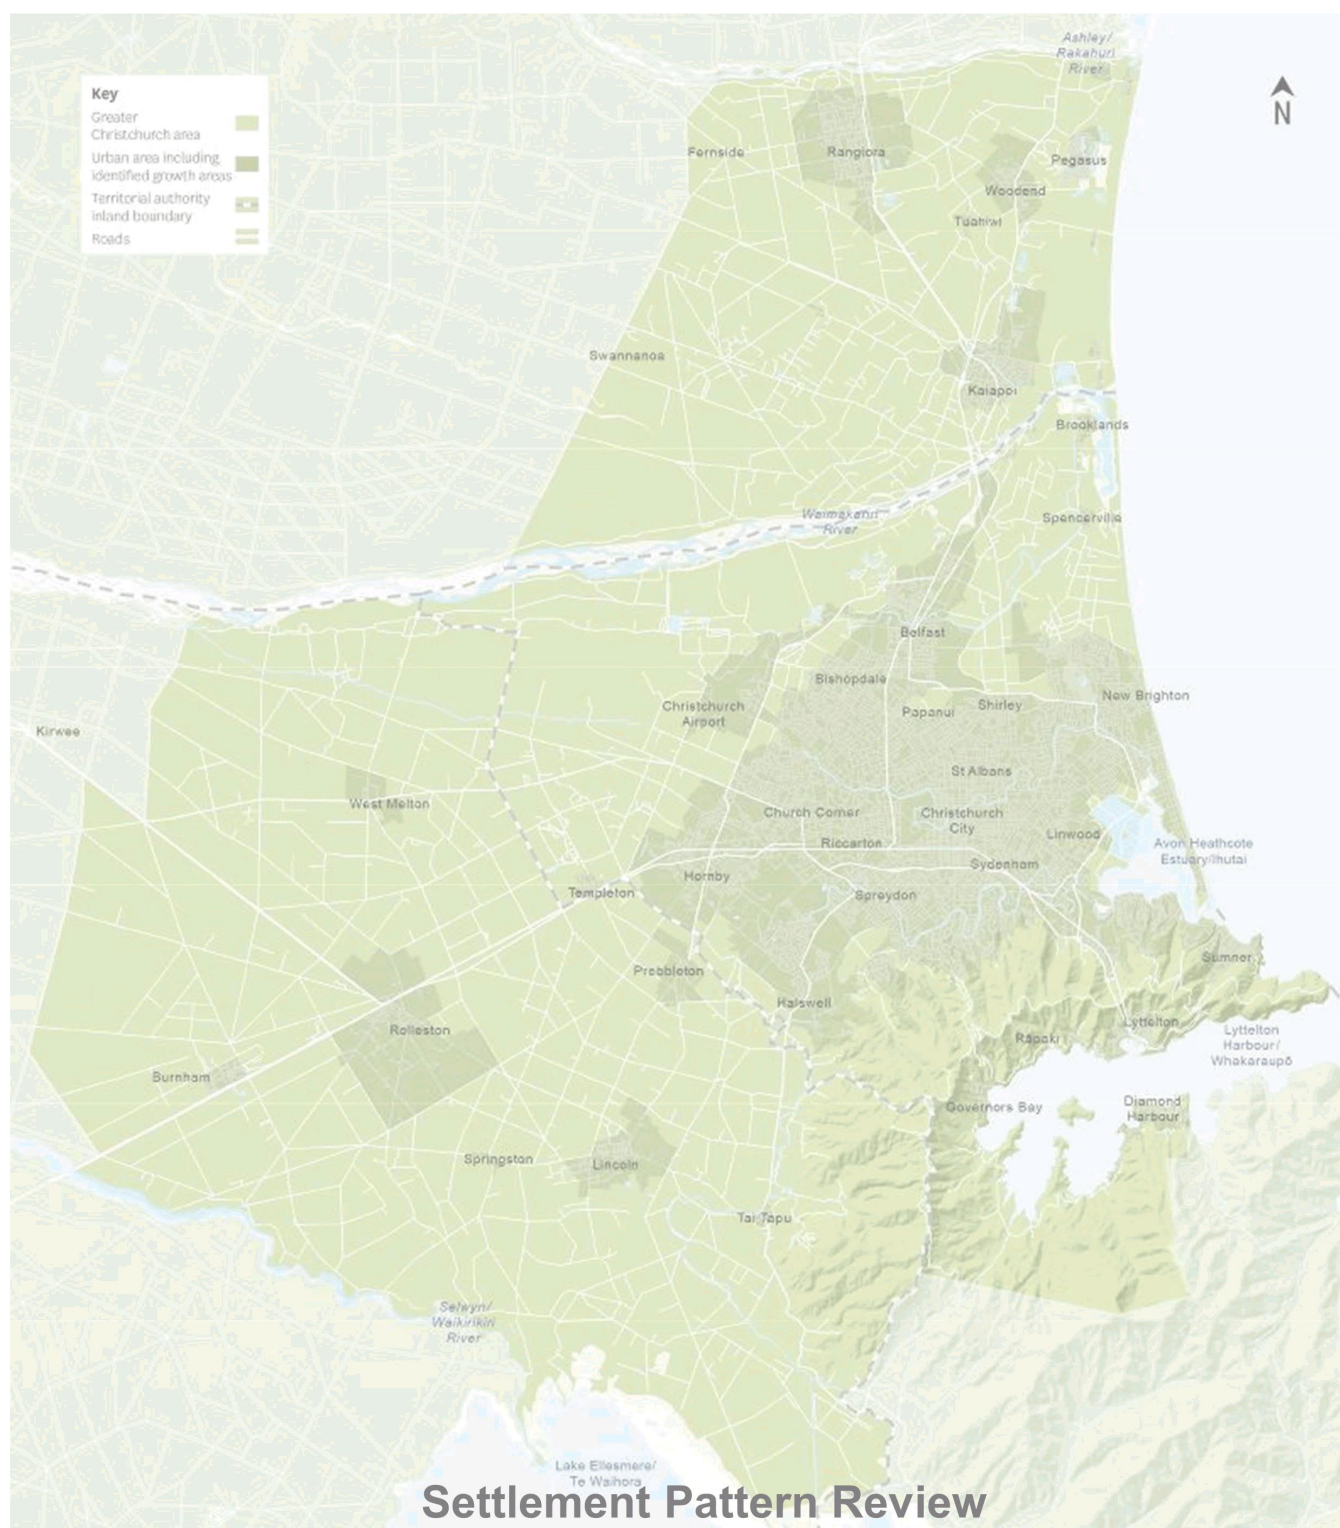 Ashley/
Rakahuri
River
N
Key
Greater
Christchurch area
Urban area including
identified growth areas
Territorial authority
inland boundary
Roads
Fernside
Rangiora
Pegasus
Woodend
Tuahiwi
Swannanoa
Kaiapoi
Brooklands
Waimakariri
River
Spencerville
Belfast
Bishopdale
Christchurch
Airport
Papanui
Shirley
New Brighton
Kirwee
St Albans
West Melton
Church Corner
Christchurch
City
Linwood
Riccarton
Avon Heathcote
Estuary/Ihutai
Sydenham
Hornby
Templeton
Spreydon
Prebbleton
Sumner
Halswell
Rolleston
Lyttelton
Rāpaki
Lyttelton
Harbour/
Whakaraupō
Burnham
Governors Bay
Diamond
Harbour
Springston
Lincoln
Tai Tapu
Selwyn/
Waikirikiri
River
Lake Ellesmere/
Te Waihora
Settlement Pattern Review